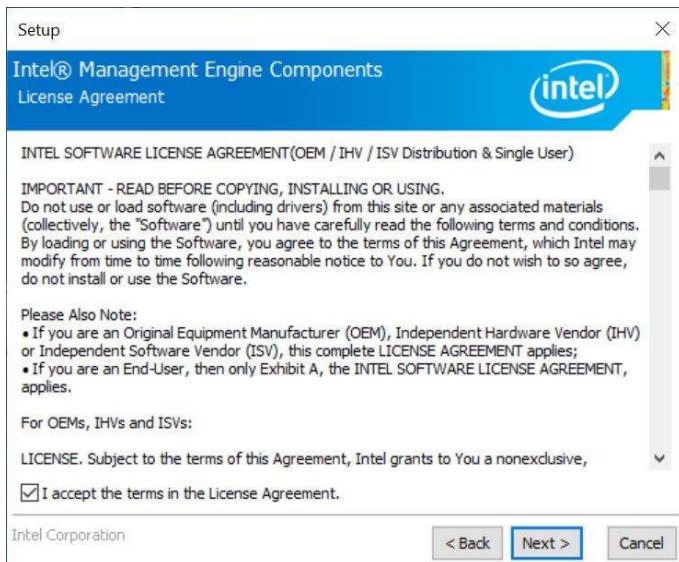 Setup
Intel® Management Engine Components
License Agreement
intel
INTEL SOFTWARE LICENSE AGREEMENT(OEM / IHV / ISV Distribution & Single User)
IMPORTANT - READ BEFORE COPYING, INSTALLING OR USING.
Do not use or load software (including drivers) from this site or any associated materials
(collectively, the "Software") until you have carefully read the following terms and conditions.
By loading or using the Software, you agree to the terms of this Agreement, which Intel may
modify from time to time following reasonable notice to You. If you do not wish to so agree,
do not install or use the Software.
Please Also Note:
• If you are an Original Equipment Manufacturer (OEM), Independent Hardware Vendor (IHV)
or Independent Software Vendor (ISV), this complete LICENSE AGREEMENT applies;
• If you are an End-User, then only Exhibit A, the INTEL SOFTWARE LICENSE AGREEMENT,
applies.
For OEMs, IHVs and ISVs:
LICENSE. Subject to the terms of this Agreement, Intel grants to You a nonexclusive,
I accept the terms in the License Agreement.
Intel Corporation
< Back Next > Cancel